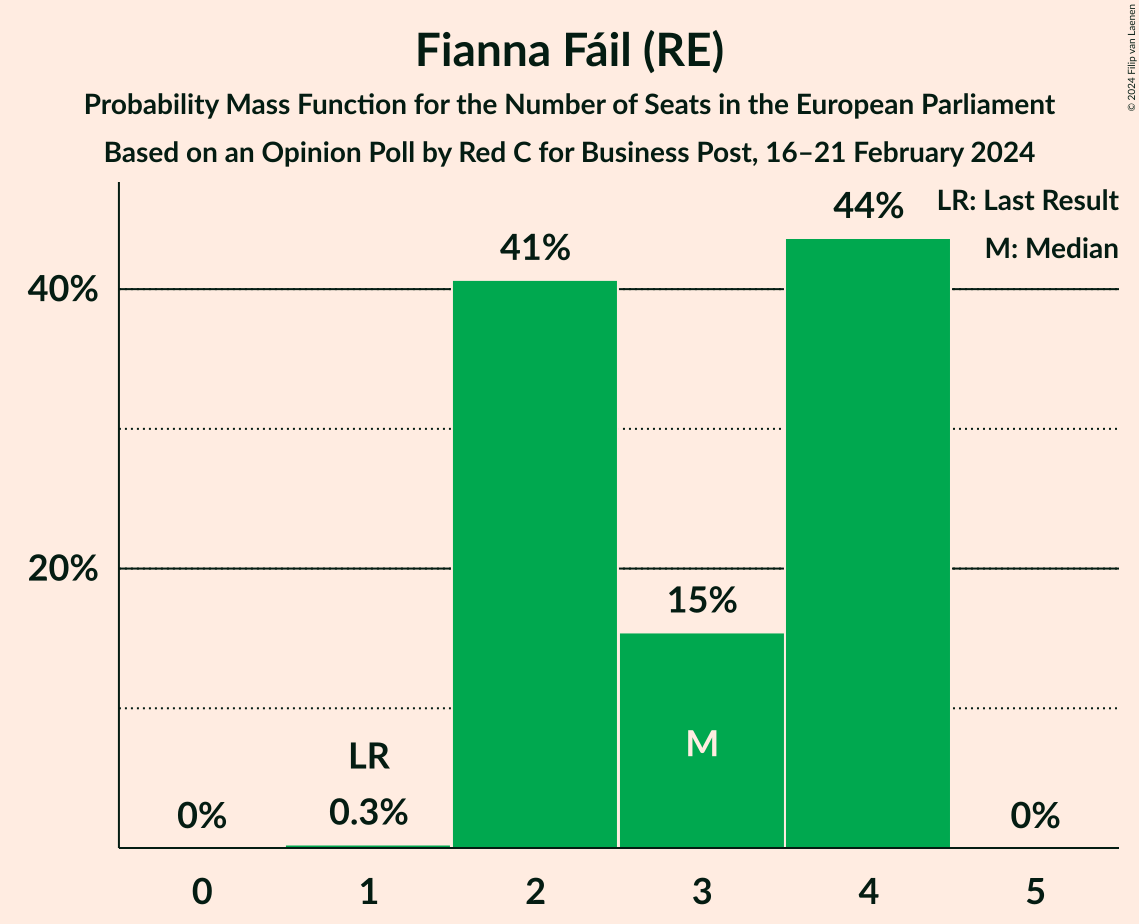 Fianna Fáil (RE)
Probability Mass Function for the Number of Seats in the European Parliament
Based on an Opinion Poll by Red C for Business Post, 16–21 February 2024
© 2024 Filip van Laenen
LR: Last Result
M: Median
40%
20%
0%
LR
0.3%
41%
15%
M
44%
0%
0
1
2
3
4
5